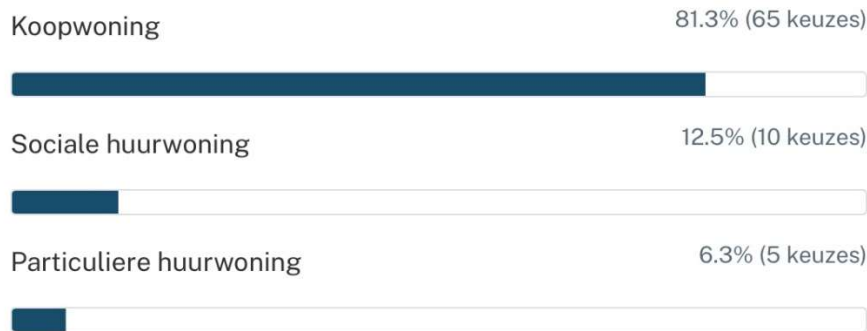 Koopwoning 81.3% (65 keuzes)
Sociale huurwoning 12.5% (10 keuzes)
Particuliere huurwoning 6.3% (5 keuzes)